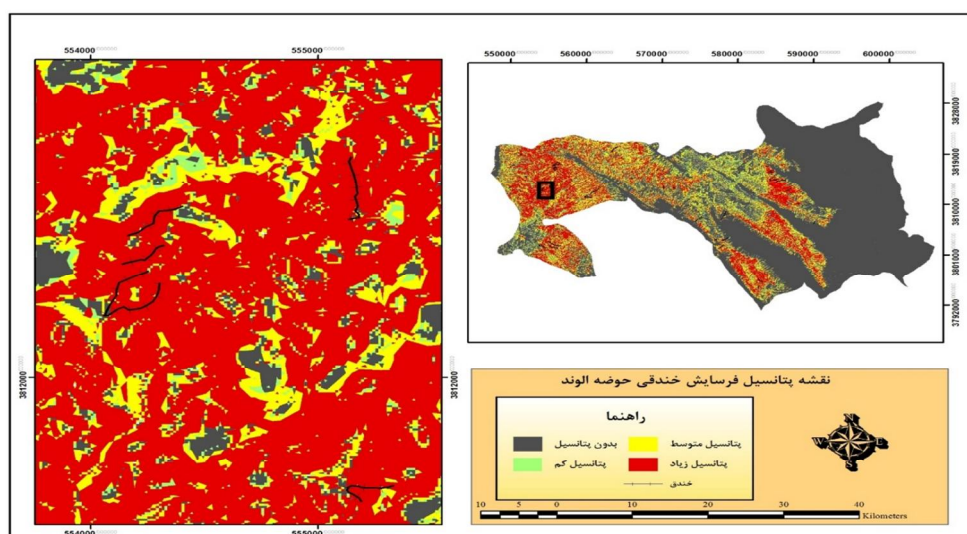 554000
555000
3812000
3812000
554000
555000
550000 560000 570000 580000 590000 600000
3828000
3819000
3810000
3801000
3792000
نقشه پتانسیل فرسایش خندقی حوضه الوند
راهنما
پتانسیل متوسط
بدون پتانسیل
پتانسیل زیاد
پتانسیل کم
خندق
N
W E
S
10 5 0 10 20 30 40
Kilometers